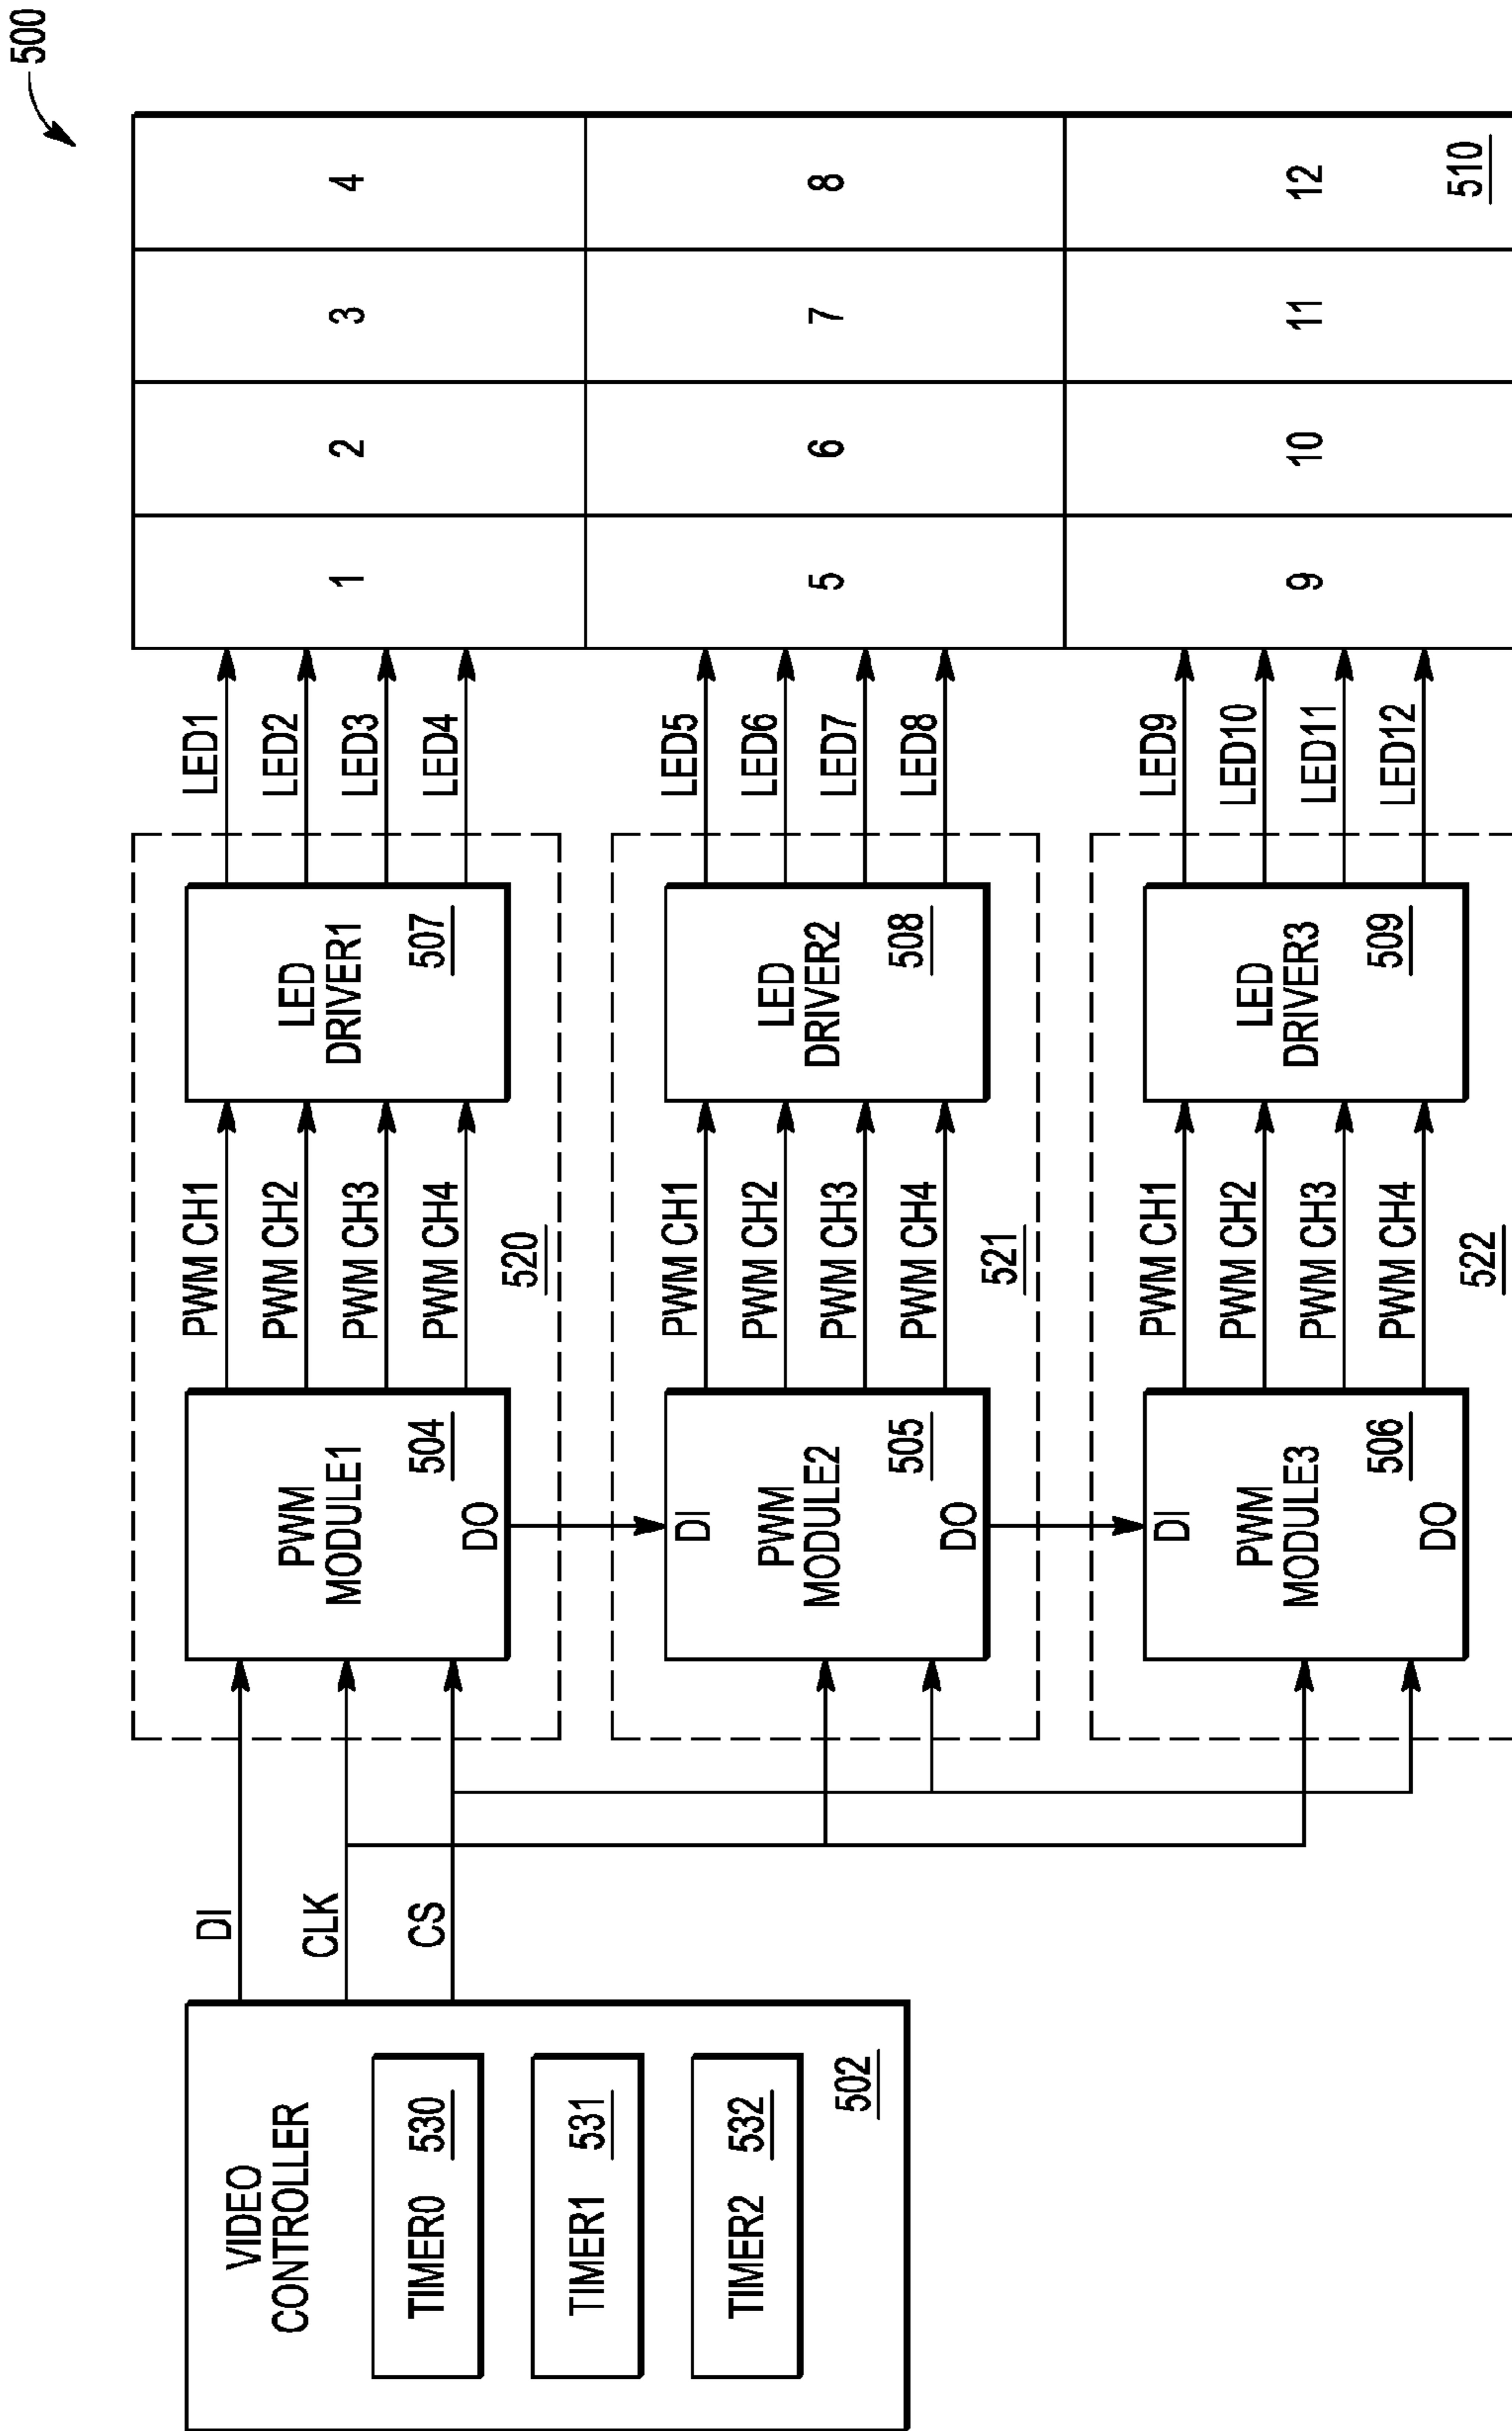 500
VIDEO
CONTROLLER
TIMER0 530
TIMER1 531
TIMER2 532
502
DI
CLK
CS
PWM
MODULE1
504
DO
PWM CH1
PWM CH2
PWM CH3
PWM CH4
520
LED
DRIVER1
507
LED1
LED2
LED3
LED4
DI
PWM
MODULE2
505
DO
PWM CH1
PWM CH2
PWM CH3
PWM CH4
521
LED
DRIVER2
508
LED5
LED6
LED7
LED8
DI
PWM
MODULE3
506
DO
PWM CH1
PWM CH2
PWM CH3
PWM CH4
522
LED
DRIVER3
509
LED9
LED10
LED11
LED12
1 2 3 4
5 6 7 8
9 10 11 12
510